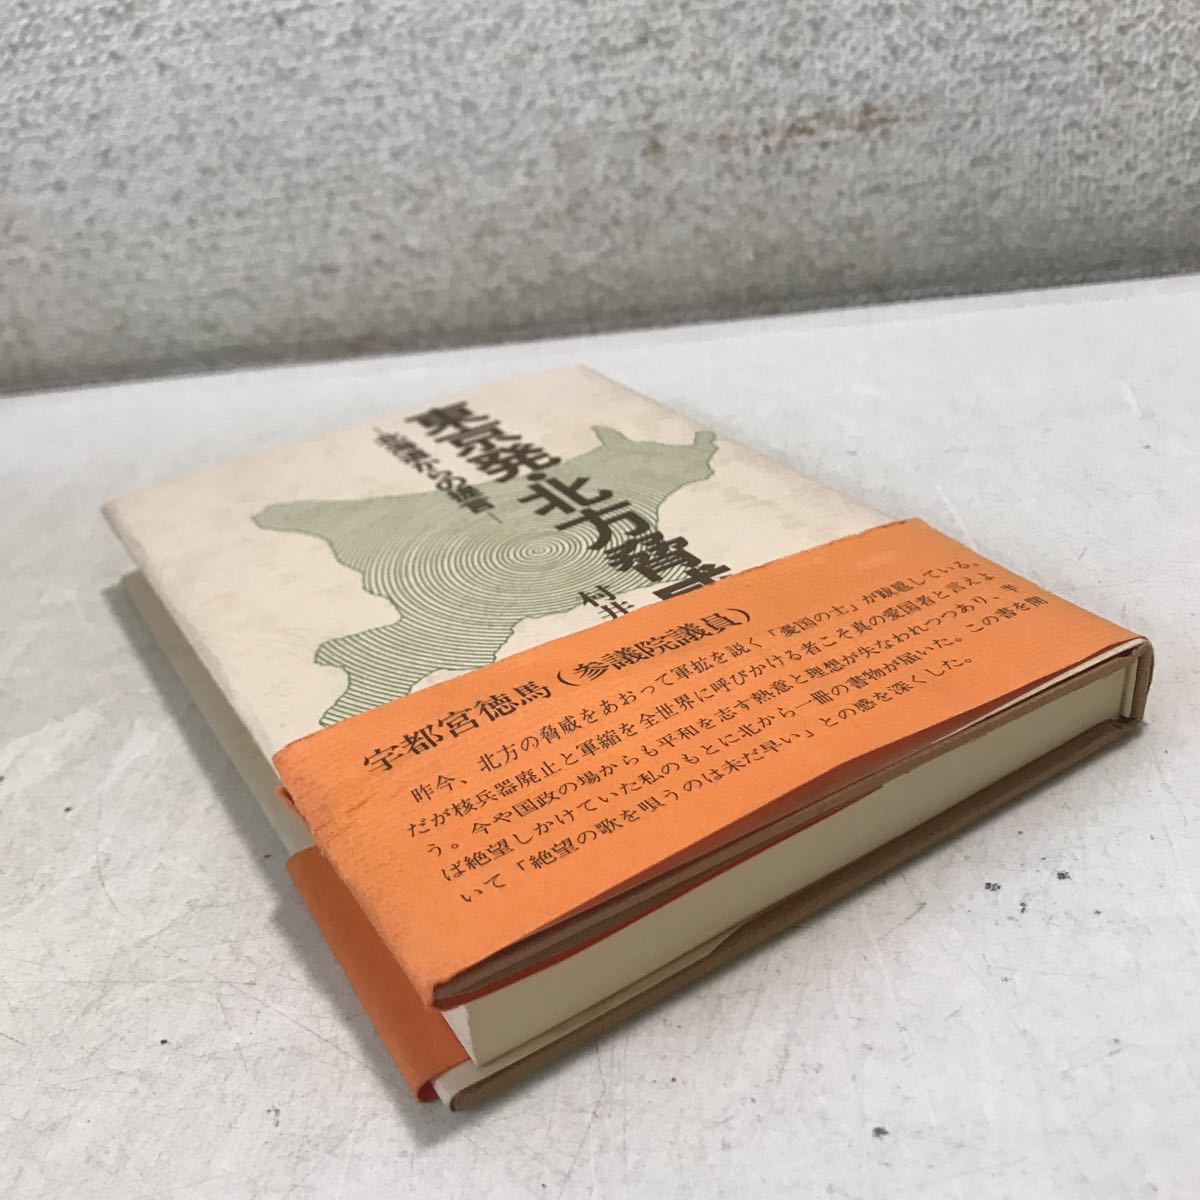 東京発・北方脅
村井
宇都宮徳馬(参議院議員)
昨今、北方の脅威をあおって軍拡を説く「憂国の士」が跋扈している。
だが核兵器廃止と軍縮を全世界に呼びかける者こそ真の愛国者と言えよ
う。
今や国政の場からも平和を志す熱意と理想が失なわれつつあり、半
ば絶望しかけていた私のもとに北から一冊の書物が届いた。この書を開
いて「絶望の歌を唄うのは未だ早い」との感を深くした。